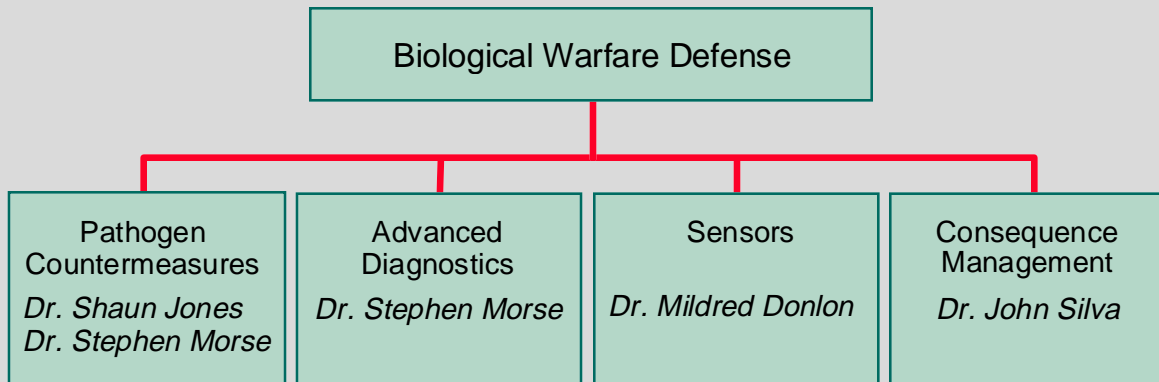 Biological Warfare Defense
Pathogen
Countermeasures
Dr. Shaun Jones
Dr. Stephen Morse
Advanced
Diagnostics
Dr. Stephen Morse
Sensors
Dr. Mildred Donlon
Consequence
Management
Dr. John Silva